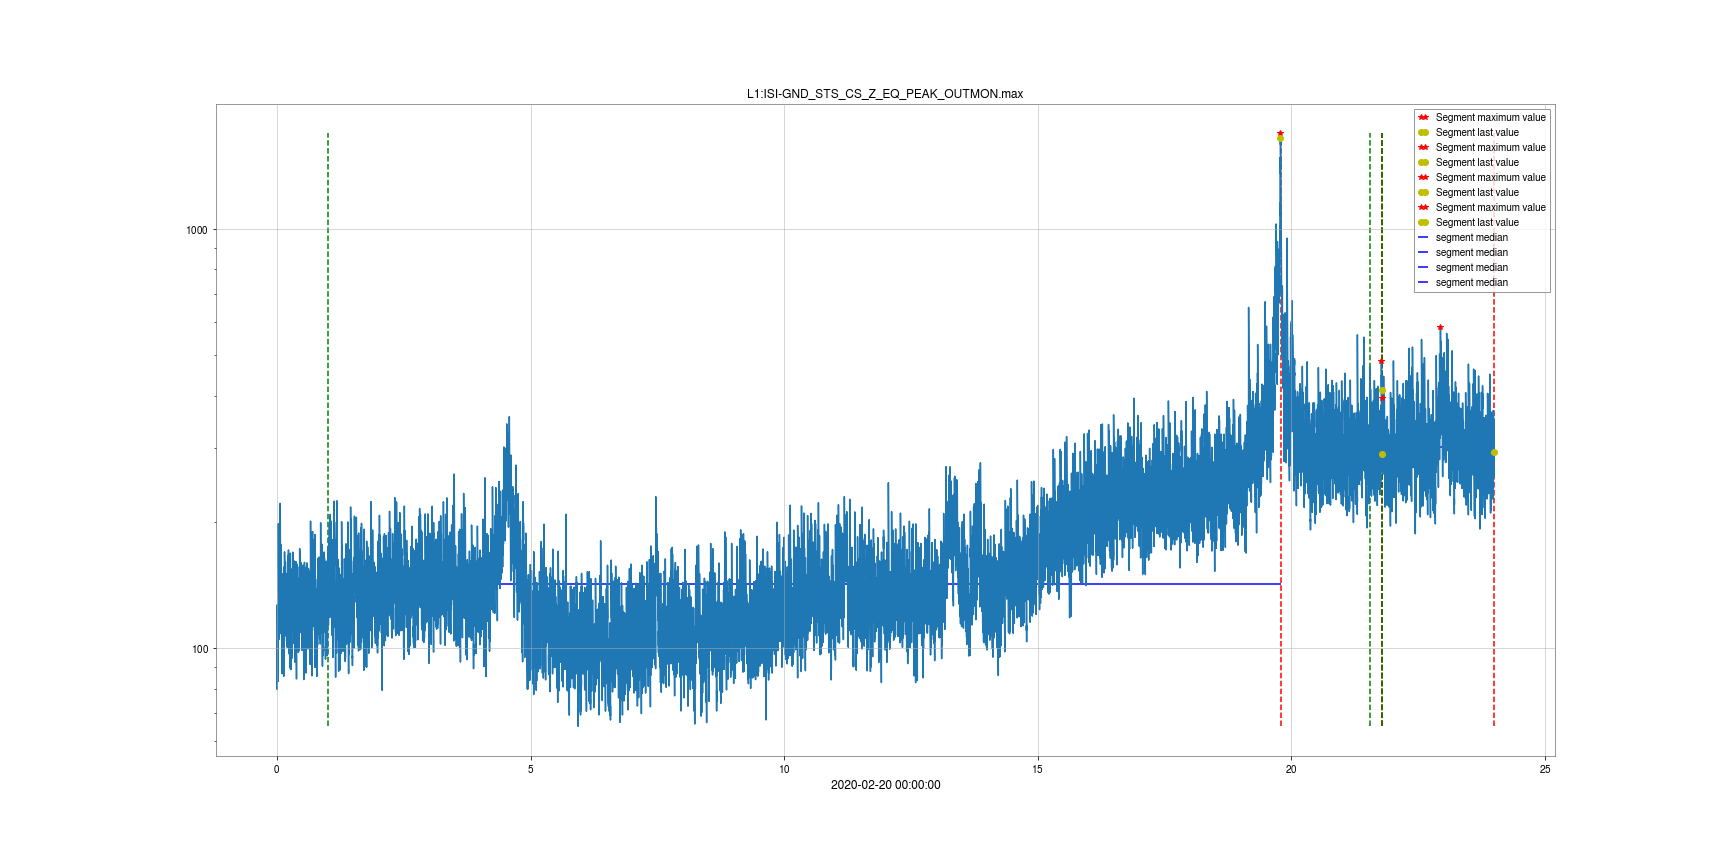 L1:ISI-GND_STS_CS_Z_EQ_PEAK_OUTMON.max
Segment maximum value
Segment last value
Segment maximum value
Segment last value
Segment maximum value
Segment last value
Segment maximum value
Segment last value
segment median
segment median
segment median
segment median
1000
100
0 5 10 15 20 25
2020-02-20 00:00:00